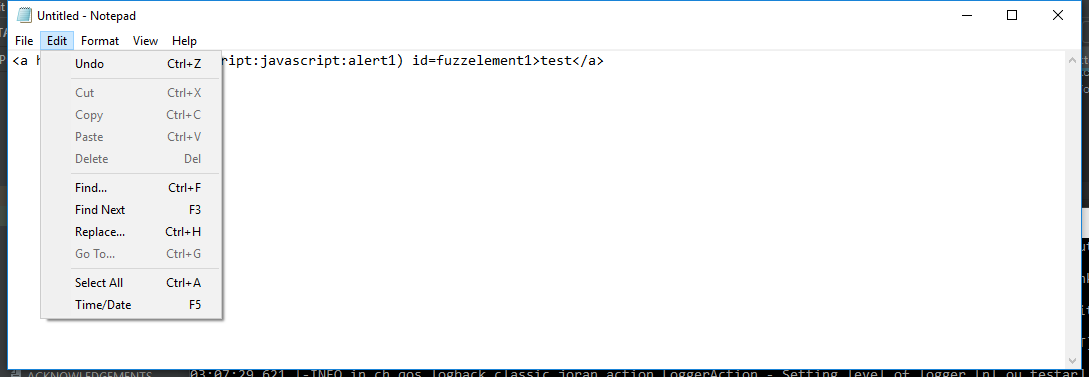 Untitled - Notepad
File Edit Format View Help
<a h ript:javascript:alert1) id=fuzzelement1>test</a>
Undo Ctrl+Z
Cut Ctrl+X
Copy Ctrl+C
Paste Ctrl+V
Delete Del
Find... Ctrl+F
Find Next F3
Replace... Ctrl+H
Go To... Ctrl+G
Select All Ctrl+A
Time/Date F5
ACKNOWLEDGEMENTS 03:07:29,621 |-INFO in ch.qos.logback.classic.joran.action.LoggerAction - Setting level of logger [nl.ou.testar